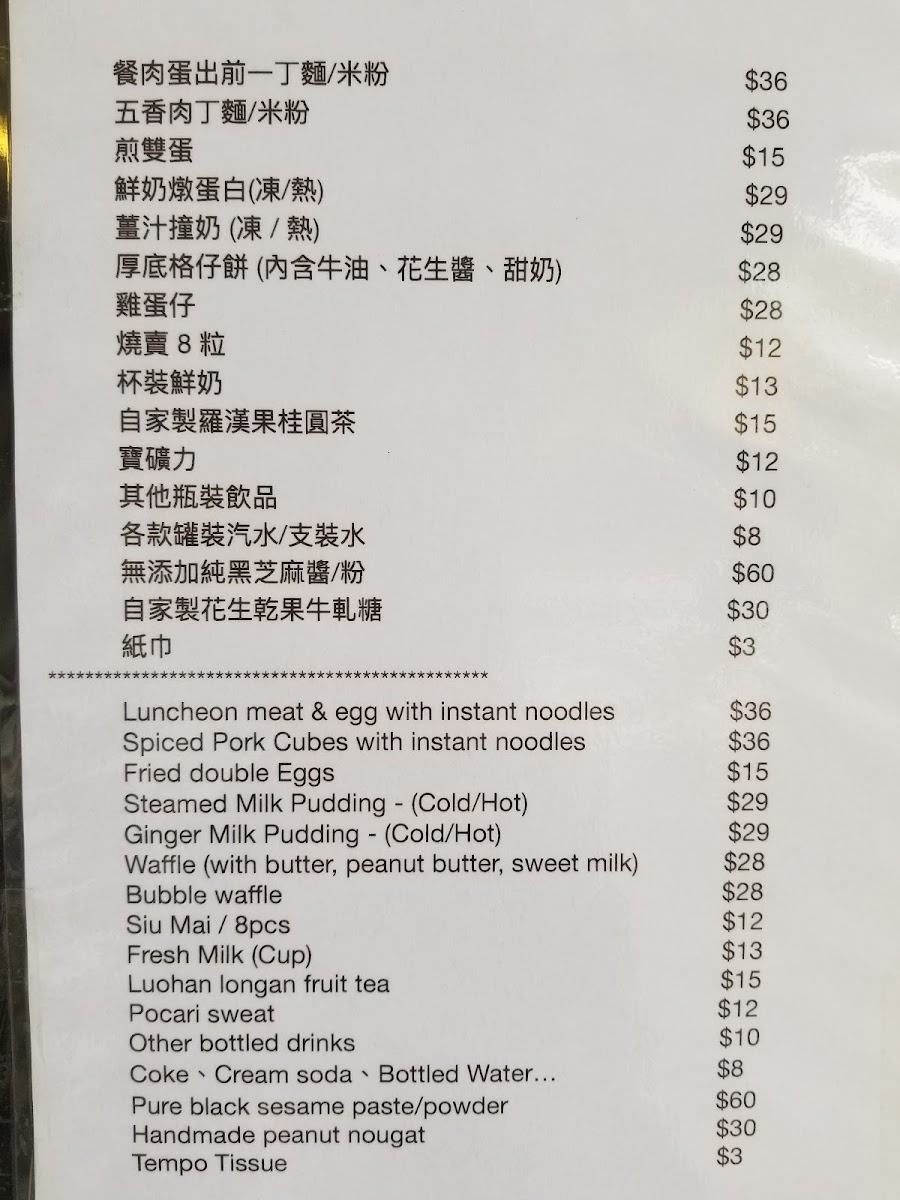 餐肉蛋出前一丁麵/米粉 $36
五香肉丁麵/米粉 $36
煎雙蛋 $15
鮮奶燉蛋白(凍/熱) $29
薑汁撞奶 (凍 / 熱) $29
厚底格仔餅 (內含牛油、花生醬、甜奶) $28
雞蛋仔 $28
燒賣 8 粒 $12
杯裝鮮奶 $13
自家製羅漢果桂圓茶 $15
寶礦力 $12
其他瓶裝飲品 $10
各款罐裝汽水/支裝水 $8
無添加純黑芝麻醬/粉 $60
自家製花生乾果牛軋糖 $30
紙巾 $3
************************************************
Luncheon meat & egg with instant noodles $36
Spiced Pork Cubes with instant noodles $36
Fried double Eggs $15
Steamed Milk Pudding - (Cold/Hot) $29
Ginger Milk Pudding - (Cold/Hot) $29
Waffle (with butter, peanut butter, sweet milk) $28
Bubble waffle $28
Siu Mai / 8pcs $12
Fresh Milk (Cup) $13
Luohan longan fruit tea $15
Pocari sweat $12
Other bottled drinks $10
Coke、Cream soda、Bottled Water... $8
Pure black sesame paste/powder $60
Handmade peanut nougat $30
Tempo Tissue $3